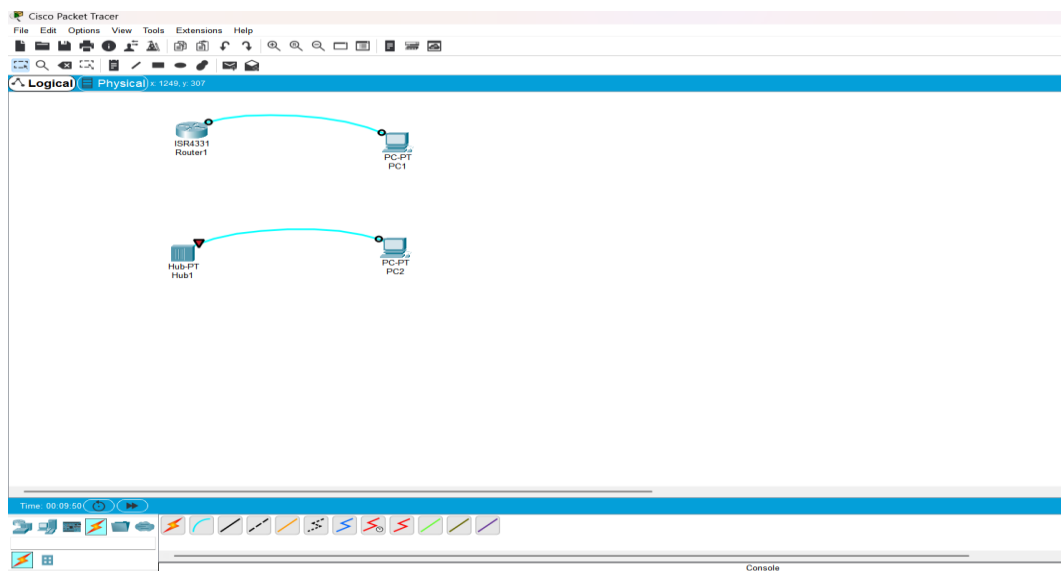 Cisco Packet Tracer
File Edit Options View Tools Extensions Help
Logical Physical x: 1249, y: 307
ISR4331
Router1
PC-PT
PC1
Hub-PT
Hub1
PC-PT
PC2
Time: 00:09:50
Console